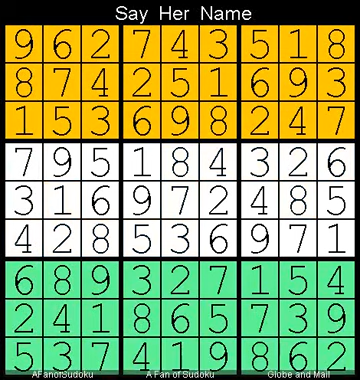 Say Her Name
9 6 2 7 4 3 5 1 8
8 7 4 2 5 1 6 9 3
1 5 3 6 9 8 2 4 7
7 9 5 1 8 4 3 2 6
3 1 6 9 7 2 4 8 5
4 2 8 5 3 6 9 7 1
6 8 9 3 2 7 1 5 4
2 4 1 8 6 5 7 3 9
5 3 7 4 1 9 8 6 2
AFanofSudoku A Fan of Sudoku Globe and Mail